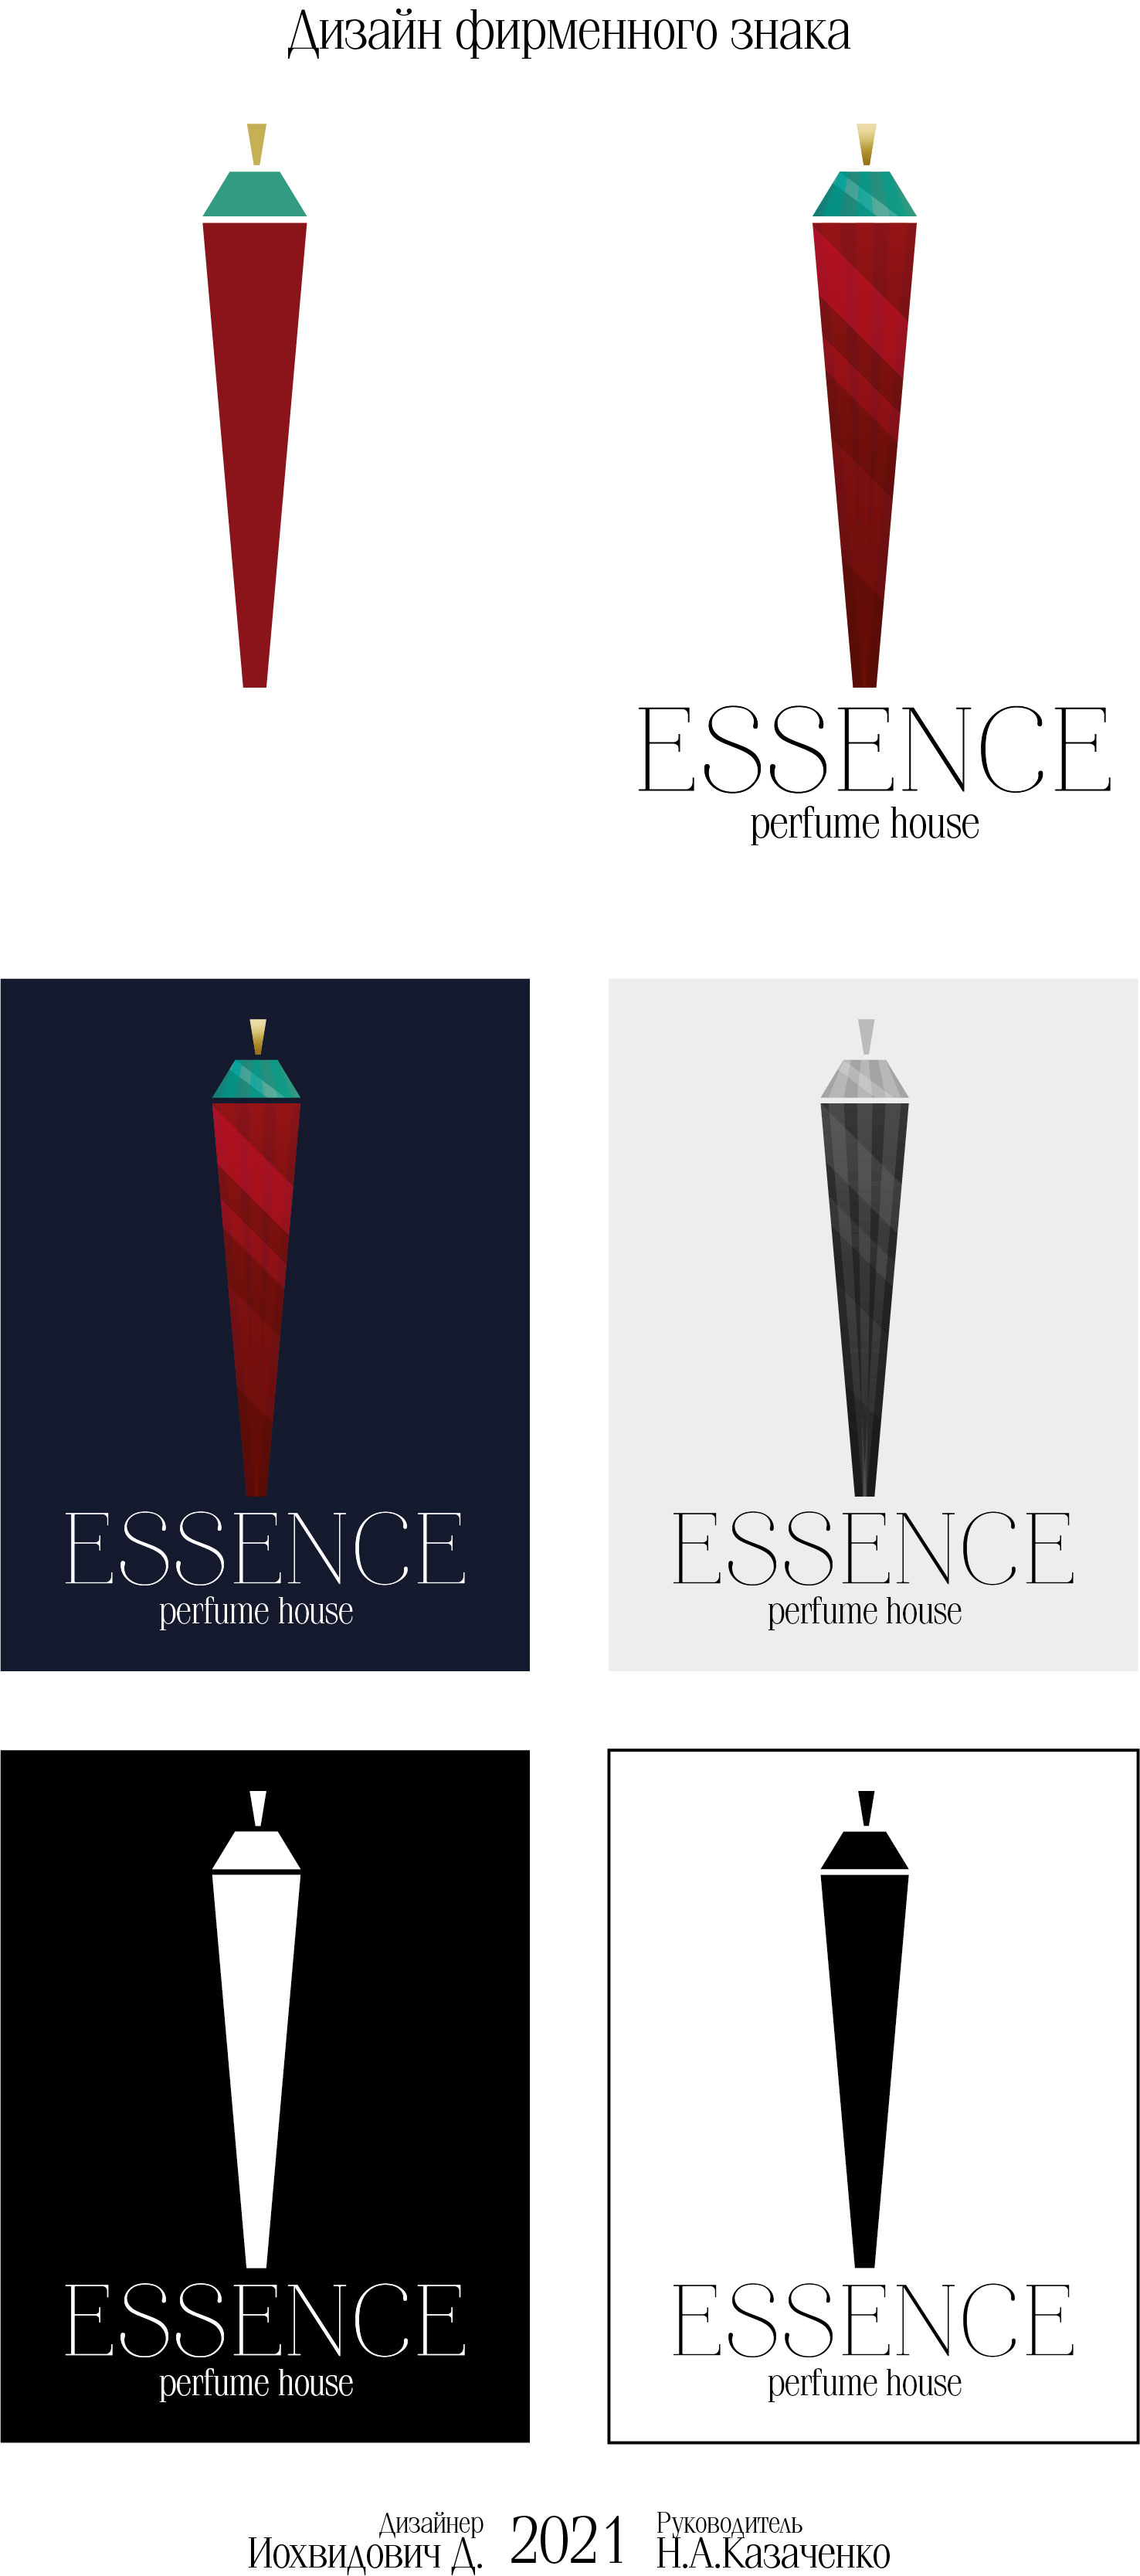 Дизайн фирменного знака
ESSENCE
perfume house
ESSENCE
perfume house
ESSENCE
perfume house
ESSENCE
perfume house
ESSENCE
perfume house
Дизайнер
Иохвидович Д.
2021
Руководитель
Н.А.Казаченко